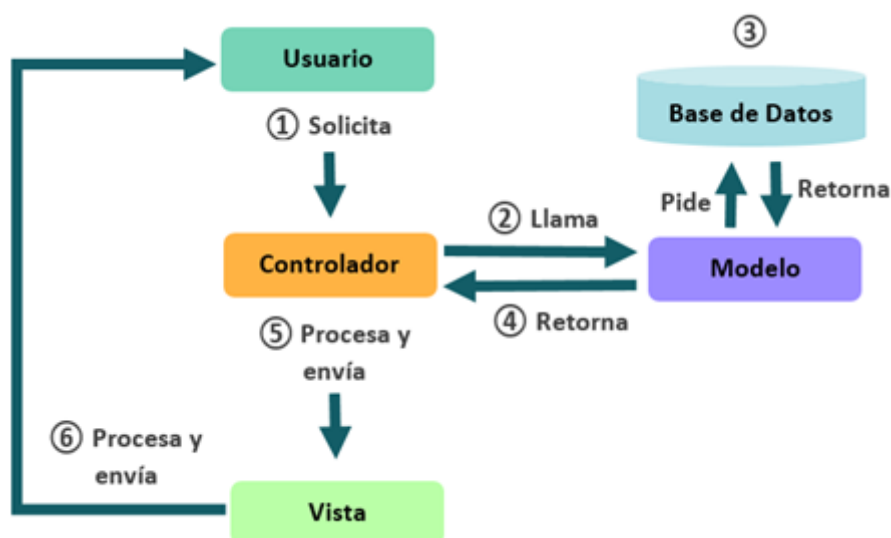 Usuario
① Solicita
③
Base de Datos
Pide
Retorna
② Llama
Controlador
Modelo
④ Retorna
⑤ Procesa y
envía
⑥ Procesa y
envía
Vista